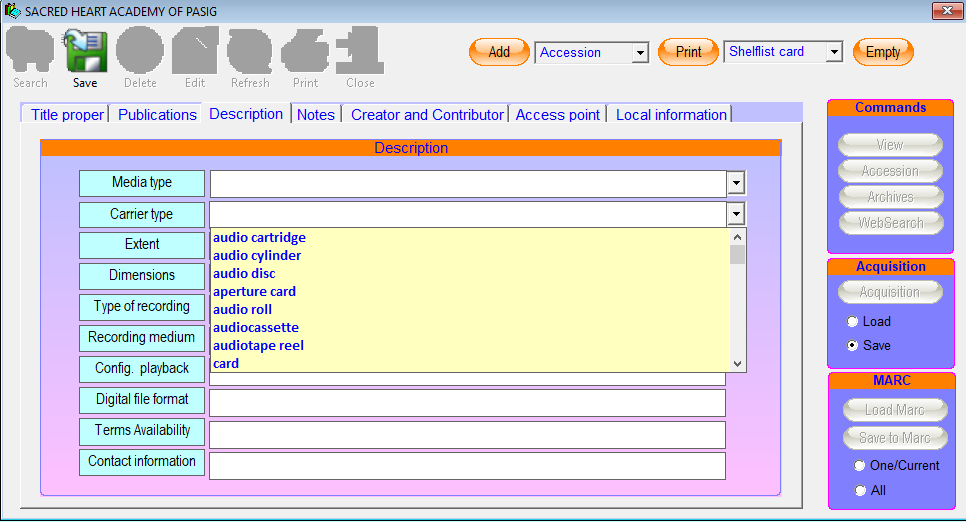 SACRED HEART ACADEMY OF PASIG
Search Save Delete Edit Refresh Print Close
Add Accession Print Shelflist card Empty
Title proper Publications Description Notes Creator and Contributor Access point Local information
Description
Media type
Carrier type
Extent
Dimensions
Type of recording
Recording medium
Config. playback
Digital file format
Terms Availability
Contact information
audio cartridge
audio cylinder
audio disc
aperture card
audio roll
audiocassette
audiotape reel
card
Commands
View
Accession
Archives
WebSearch
Acquisition
Acquisition
Load
Save
MARC
Load Marc
Save to Marc
One/Current
All